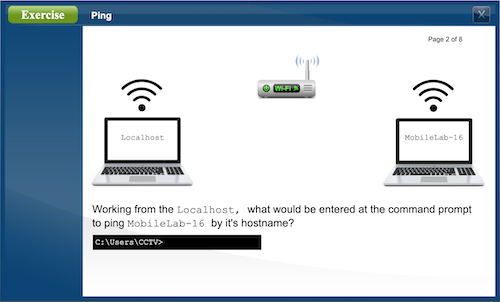 Exercise Ping X
Page 2 of 8
Wi-Fi
Localhost
MobileLab-16
Working from the Localhost, what would be entered at the command prompt
to ping MobileLab-16 by it's hostname?
C:\Users\CCTV>